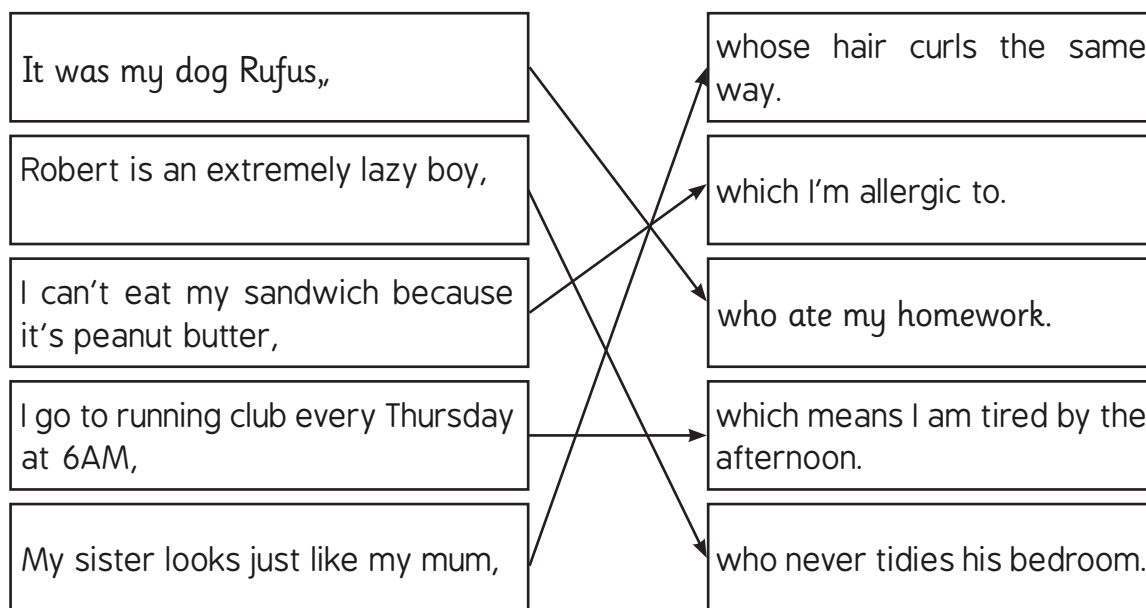 It was my dog Rufus,,
whose hair curls the same
way.
Robert is an extremely lazy boy,
which I'm allergic to.
I can't eat my sandwich because
it's peanut butter,
who ate my homework.
I go to running club every Thursday
at 6AM,
which means I am tired by the
afternoon.
My sister looks just like my mum,
who never tidies his bedroom.